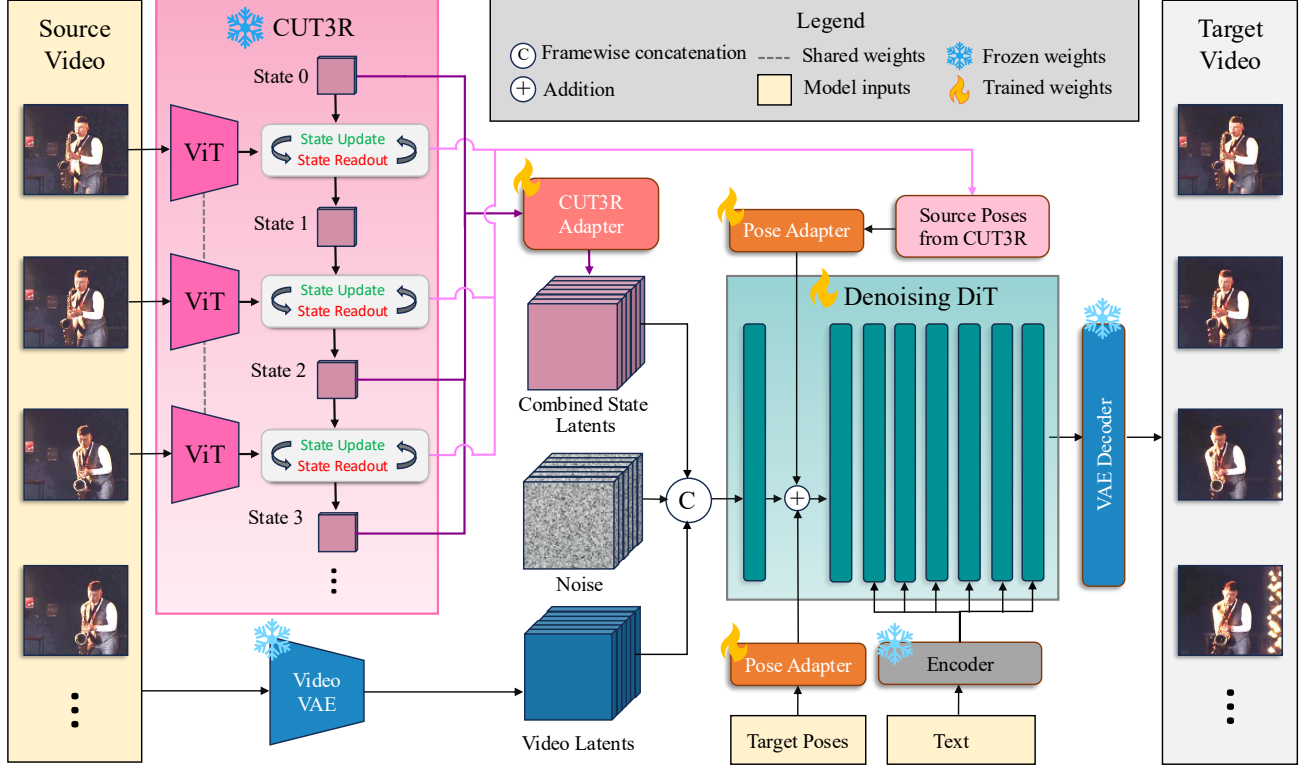 Source
Video
CUT3R
State 0
ViT
State Update
State Readout
State 1
ViT
State Update
State Readout
State 2
ViT
State Update
State Readout
State 3
Video
VAE
Legend
C
Framewise concatenation
Shared weights
Frozen weights
+
Addition
Model inputs
Trained weights
CUT3R
Adapter
Combined State
Latents
Noise
Video Latents
C
Pose Adapter
Source Poses
from CUT3R
Denoising DiT
+
Pose Adapter
Encoder
Target Poses
Text
VAE Decoder
Target
Video